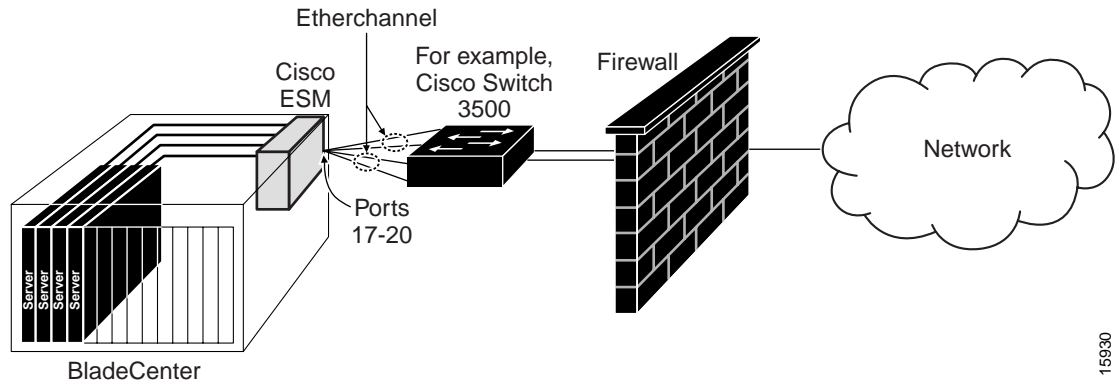 Etherchannel
For example,
Cisco Switch
3500
Firewall
Cisco
ESM
Network
Ports
17-20
Server
Server
Server
Server
BladeCenter
15930